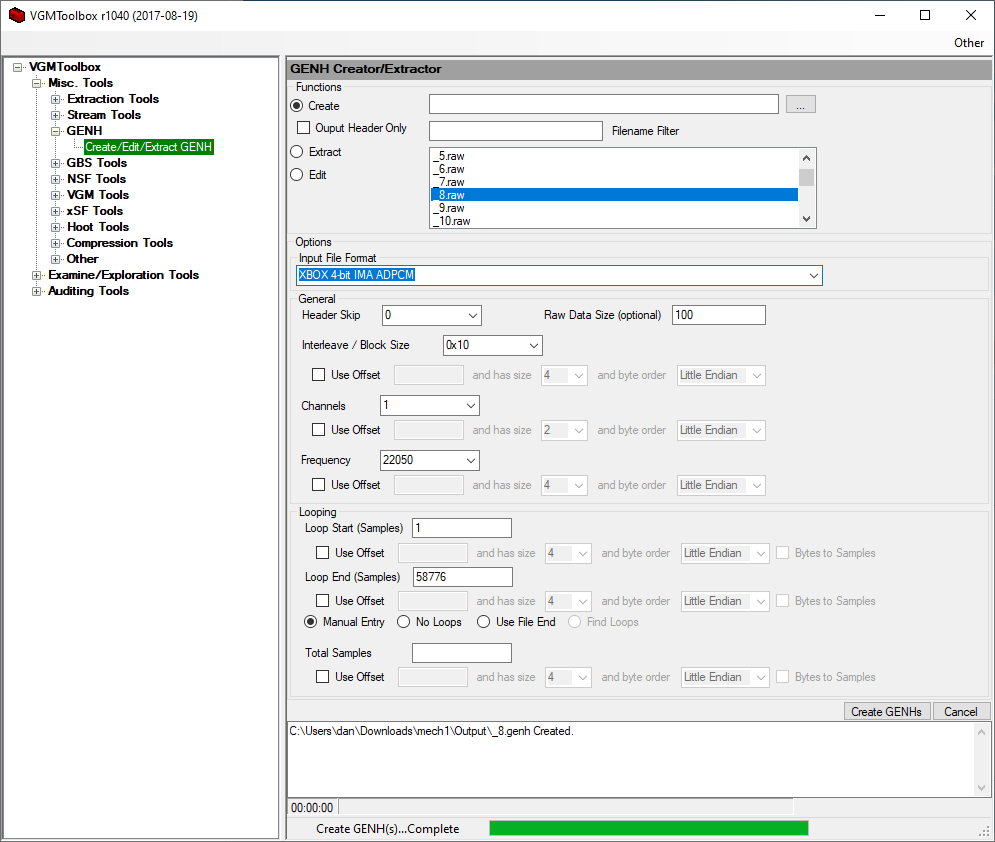 VGMToolbox r1040 (2017-08-19)
Other
VGMToolbox
Misc. Tools
Extraction Tools
Stream Tools
GENH
Create/Edit/Extract GENH
GBS Tools
NSF Tools
VGM Tools
xSF Tools
Hoot Tools
Compression Tools
Other
Examine/Exploration Tools
Auditing Tools
GENH Creator/Extractor
Functions
Create ...
Ouput Header Only Filename Filter
Extract
Edit
_5.raw
_6.raw
_7.raw
_8.raw
_9.raw
_10.raw
Options
Input File Format
XBOX 4-bit IMA ADPCM
General
Header Skip 0 Raw Data Size (optional) 100
Interleave / Block Size 0x10
Use Offset and has size 4 and byte order Little Endian
Channels 1
Use Offset and has size 2 and byte order Little Endian
Frequency 22050
Use Offset and has size 4 and byte order Little Endian
Looping
Loop Start (Samples) 1
Use Offset and has size 4 and byte order Little Endian Bytes to Samples
Loop End (Samples) 58776
Use Offset and has size 4 and byte order Little Endian Bytes to Samples
Manual Entry No Loops Use File End Find Loops
Total Samples
Use Offset and has size 4 and byte order Little Endian Bytes to Samples
Create GENHs Cancel
C:\Users\dan\Downloads\mech1\Output\_8.genh Created.
00:00:00
Create GENH(s)...Complete